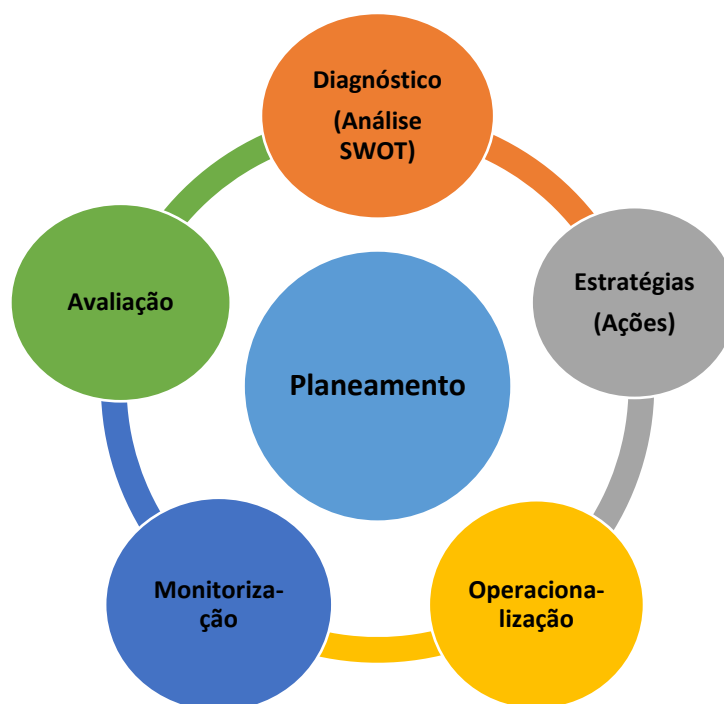 Diagnóstico
(Análise
SWOT)
Estratégias
(Ações)
Avaliação
Planeamento
Monitoriza-
ção
Operaciona-
lização